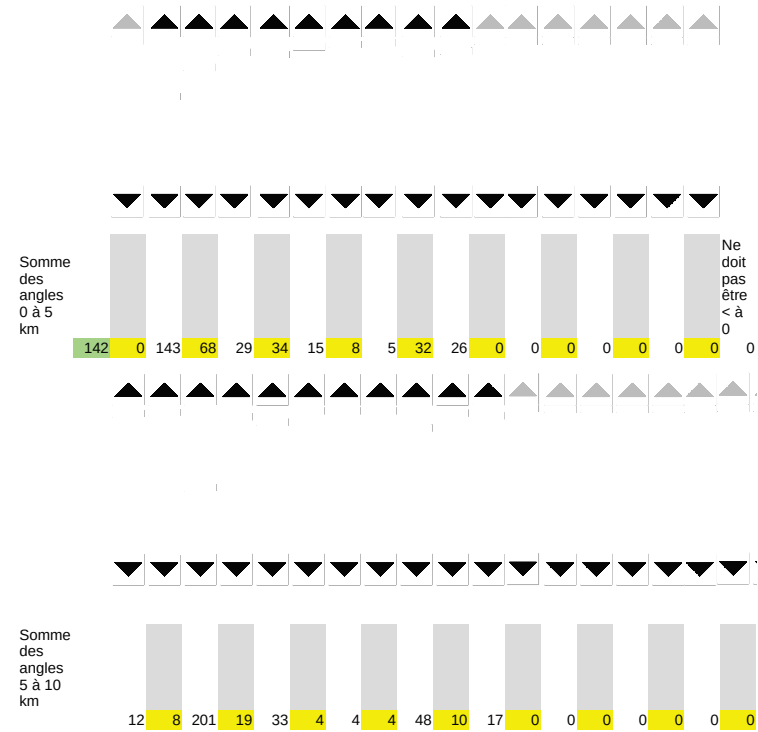 Somme
des
angles
0 à 5
km
Ne
doit
pas
être
< à
0
142 0 143 68 29 34 15 8 5 32 26 0 0 0 0 0 0 0 0
Somme
des
angles
5 à 10
km
12 8 201 19 33 4 4 4 48 10 17 0 0 0 0 0 0 0